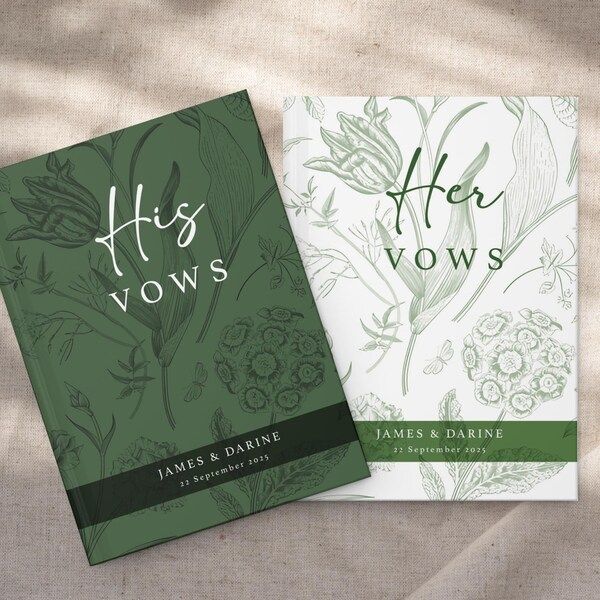 His
VOWS
JAMES & DARINE
22 September 2025
Her
VOWS
JAMES & DARINE
22 September 2025